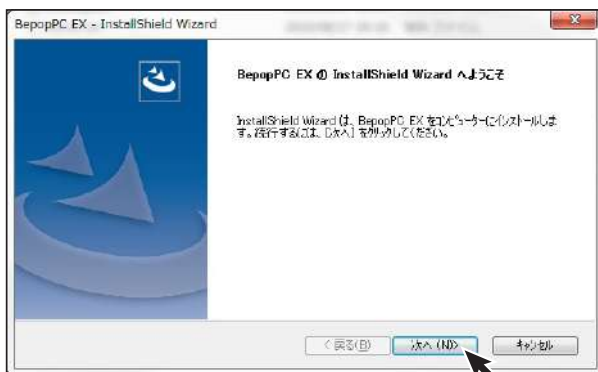 BepopPC EX - InstallShield Wizard
BepopPC EX の InstallShield Wizard へようこそ
InstallShield Wizard は、BepopPC EX をコンピューターにインストールしま
す。続行するには、[次へ] をクリックしてください。
< 戻る(B)
次へ (N)>
キャンセル